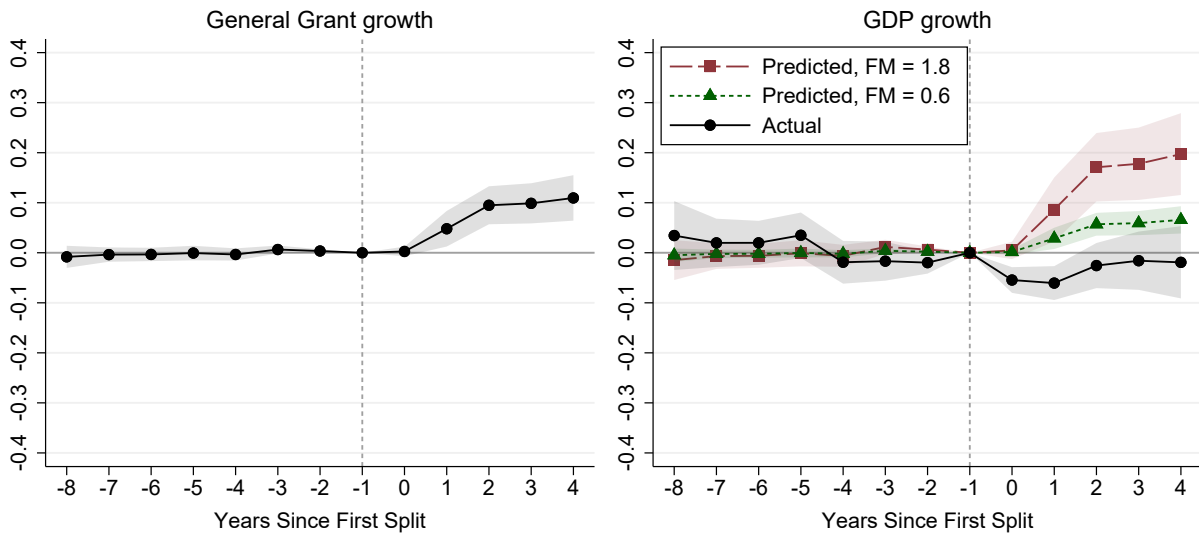 General Grant growth
0.4
0.3
0.2
0.1
0.0
-0.1
-0.2
-0.3
-0.4
-8 -7 -6 -5 -4 -3 -2 -1 0 1 2 3 4
Years Since First Split
GDP growth
Predicted, FM = 1.8
Predicted, FM = 0.6
Actual
0.4
0.3
0.2
0.1
0.0
-0.1
-0.2
-0.3
-0.4
-8 -7 -6 -5 -4 -3 -2 -1 0 1 2 3 4
Years Since First Split